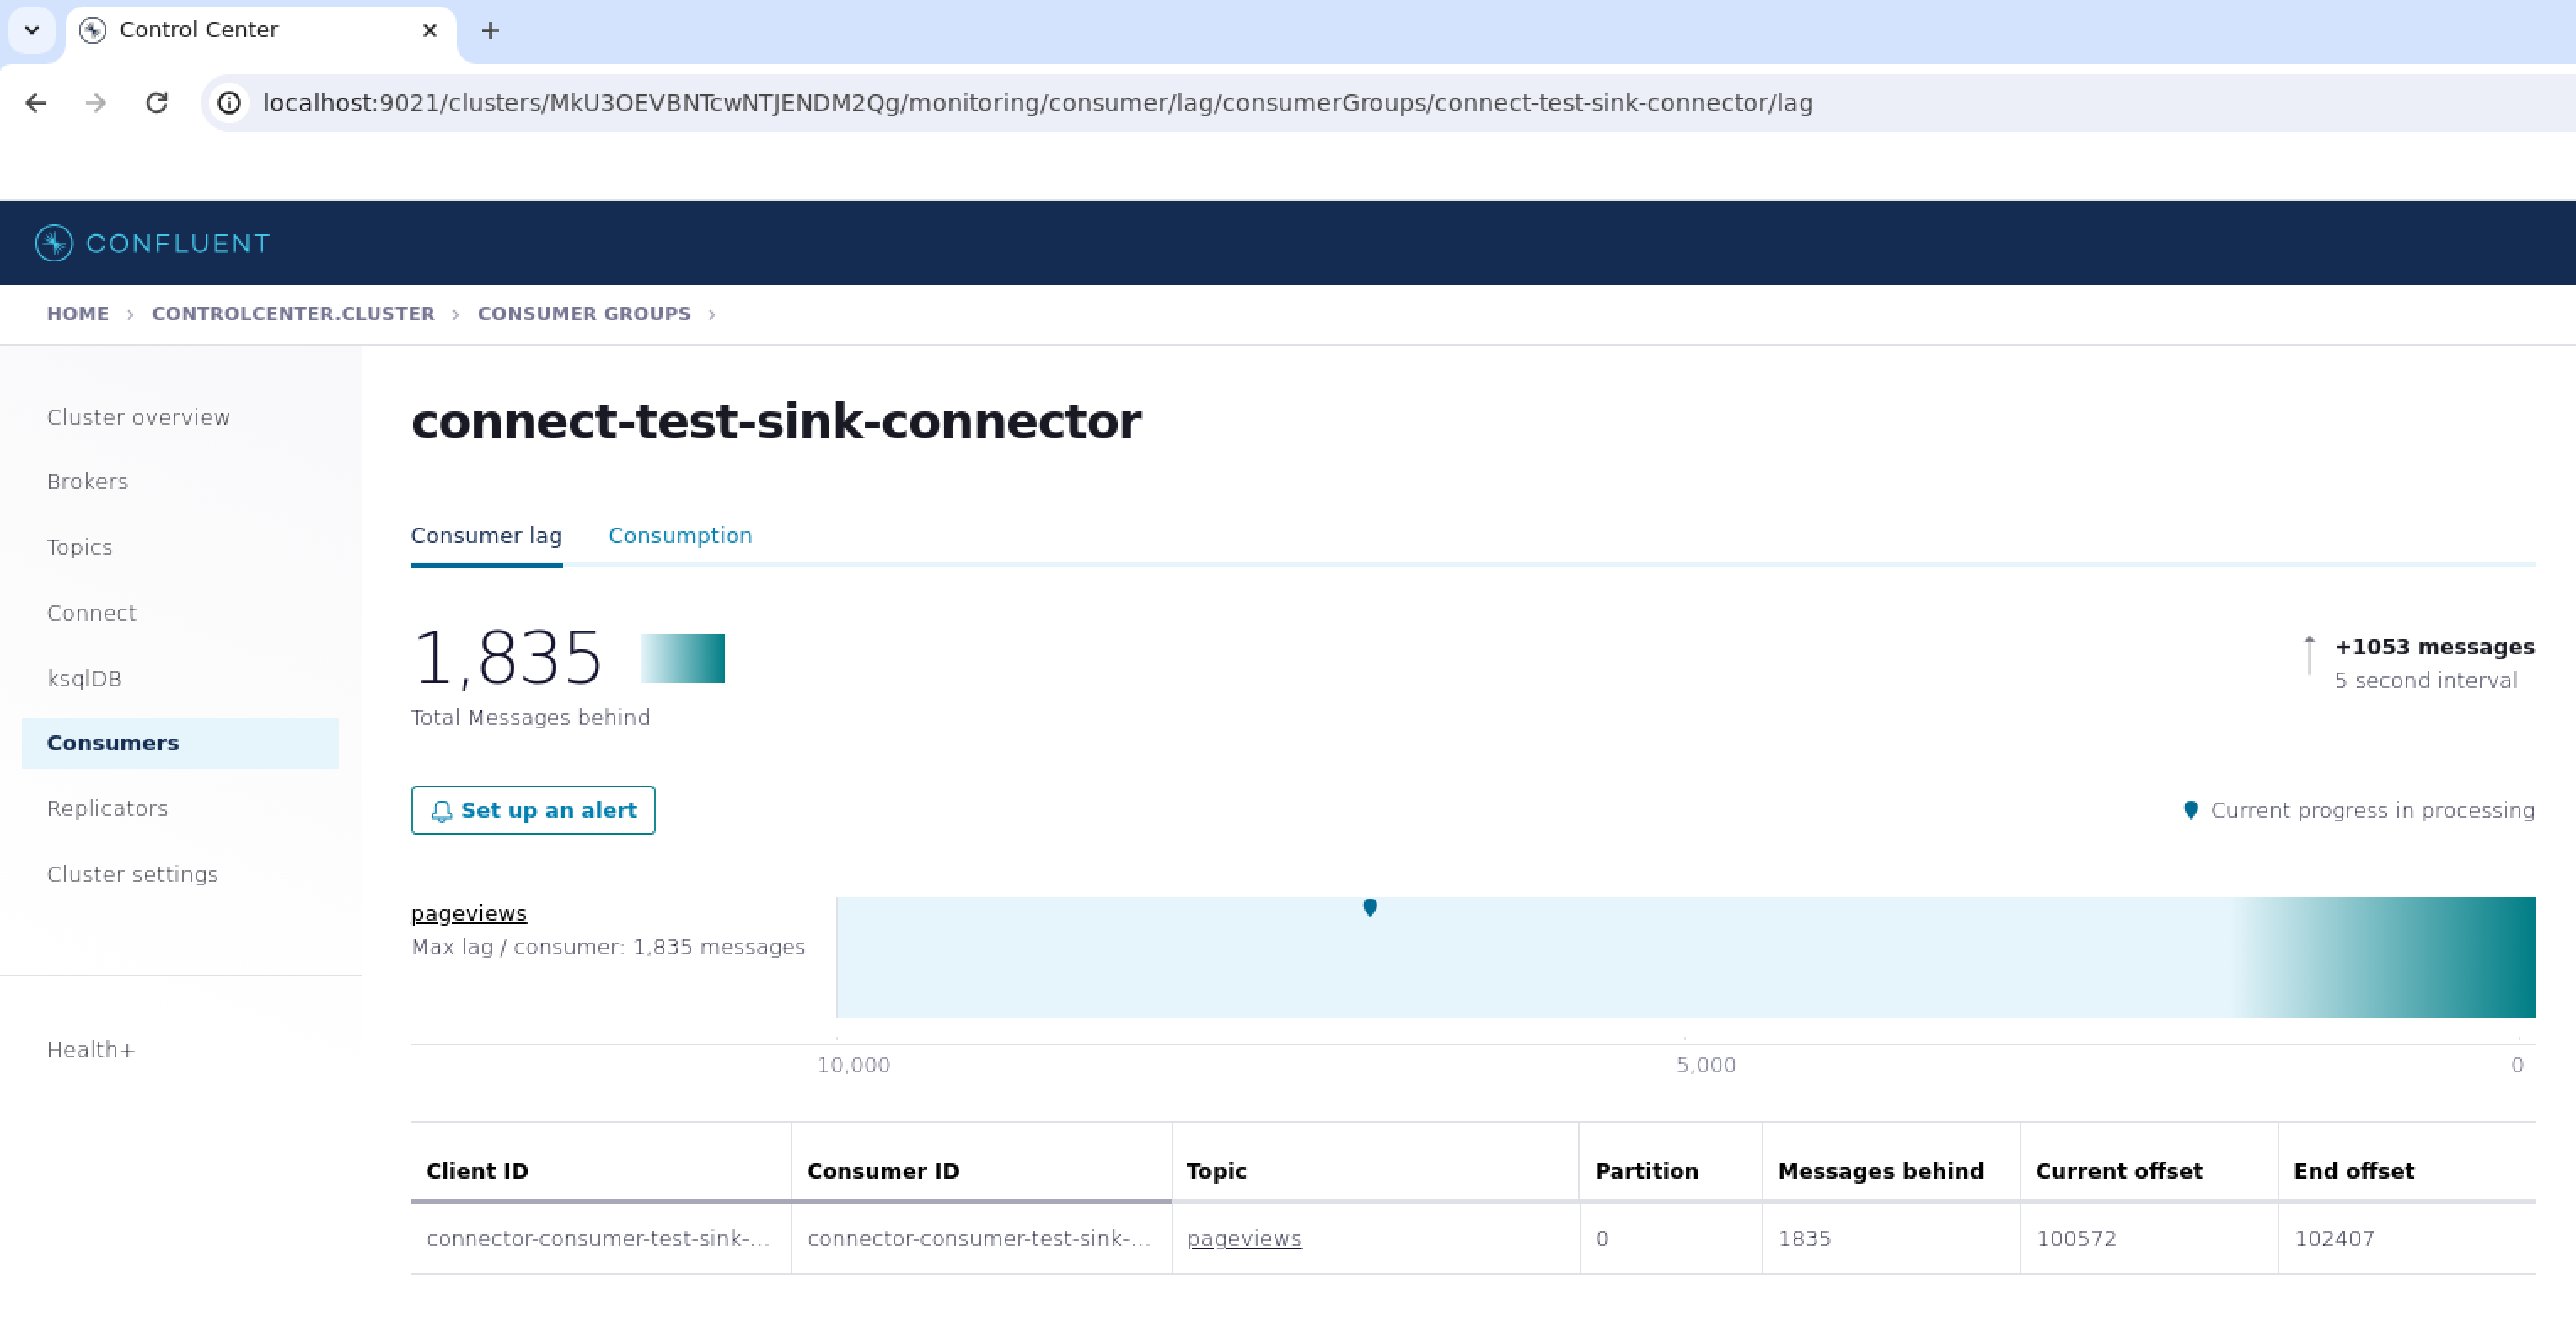 Control Center
localhost:9021/clusters/MkU3OEVBNTcwNTJENDM2Qg/monitoring/consumer/lag/consumerGroups/connect-test-sink-connector/lag
CONFLUENT
HOME > CONTROLCENTER.CLUSTER > CONSUMER GROUPS >
Cluster overview
Brokers
Topics
Connect
ksqlDB
Consumers
Replicators
Cluster settings
Health+
connect-test-sink-connector
Consumer lag Consumption
1,835
Total Messages behind
+1053 messages
5 second interval
Set up an alert
Current progress in processing
pageviews
Max lag / consumer: 1,835 messages
10,000 5,000 0
Client ID Consumer ID Topic Partition Messages behind Current offset End offset
connector-consumer-test-sink-... connector-consumer-test-sink-... pageviews 0 1835 100572 102407